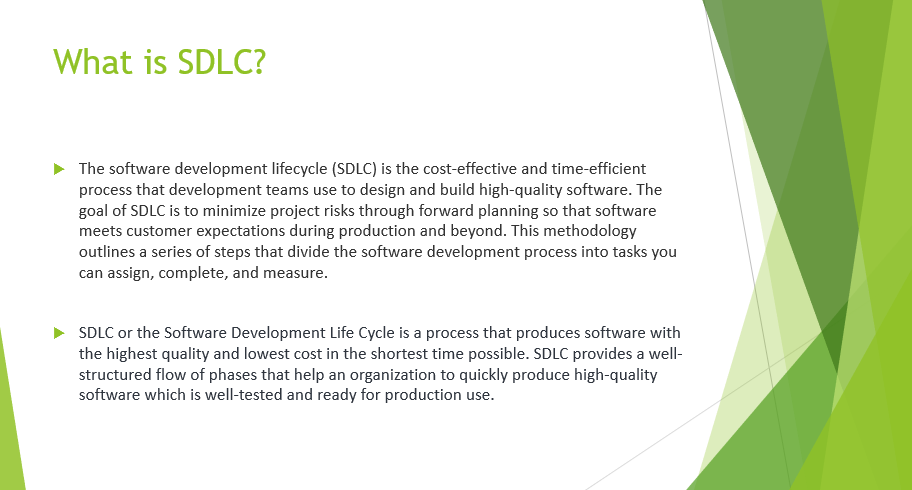 What is SDLC?
The software development lifecycle (SDLC) is the cost-effective and time-efficient
process that development teams use to design and build high-quality software. The
goal of SDLC is to minimize project risks through forward planning so that software
meets customer expectations during production and beyond. This methodology
outlines a series of steps that divide the software development process into tasks you
can assign, complete, and measure.
SDLC or the Software Development Life Cycle is a process that produces software with
the highest quality and lowest cost in the shortest time possible. SDLC provides a well-
structured flow of phases that help an organization to quickly produce high-quality
software which is well-tested and ready for production use.